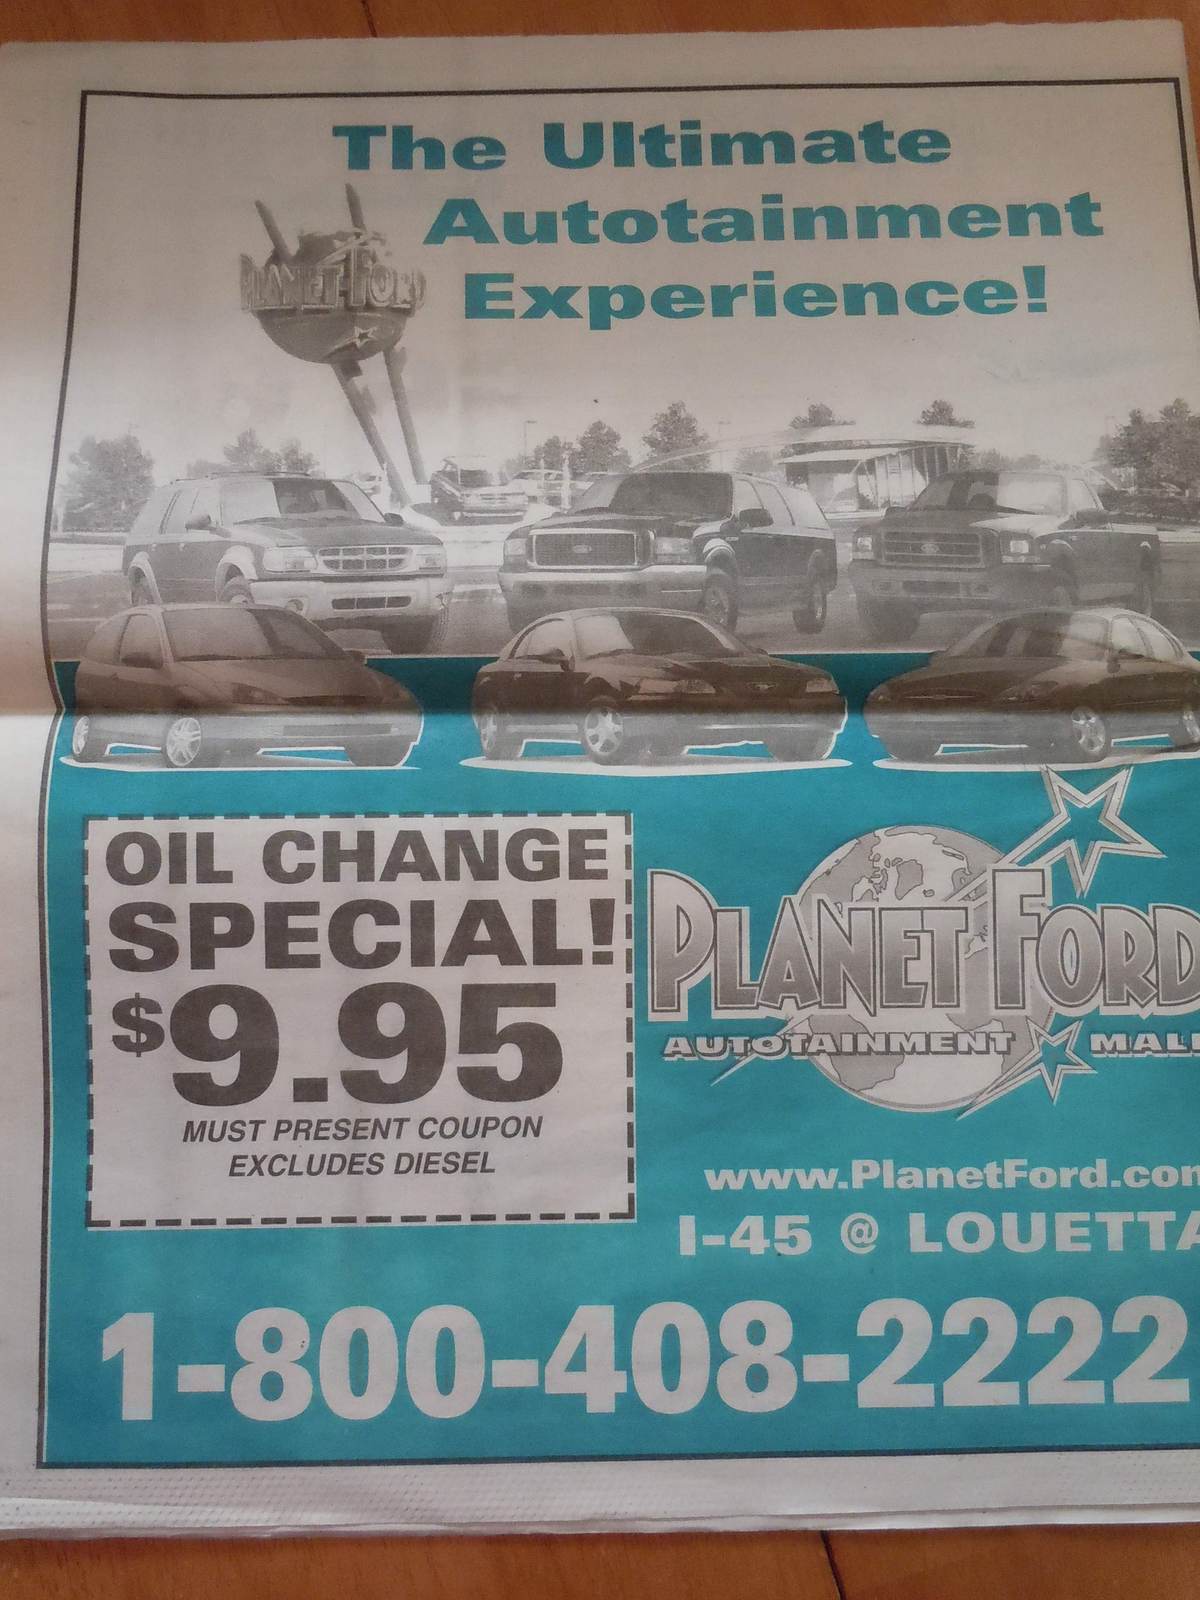 The Ultimate
Autotainment
Experience!
PLANET FORD
OIL CHANGE
SPECIAL!
$9.95
MUST PRESENT COUPON
EXCLUDES DIESEL
PLANET FORD
AUTOTAINMENT MALL
www.PlanetFord.com
I-45 @ LOUETTA
1-800-408-2222